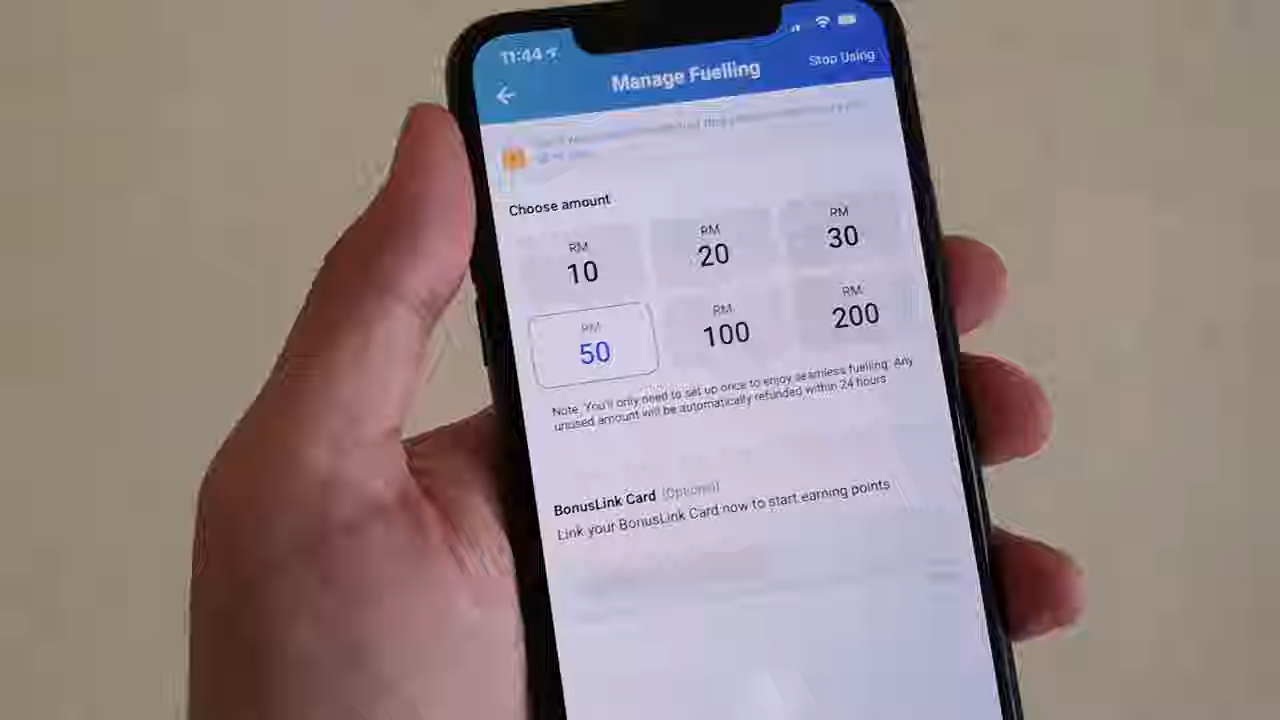 11:44
Manage Fuelling
Stop Using
Choose amount
RM
10
RM
20
RM
30
RM
50
RM
100
RM
200
Note. You'll only need to set up once to enjoy seamless fuelling. Any
unused amount will be automatically refunded within 24 hours
BonusLink Card (Optional)
Link your BonusLink Card now to start earning points